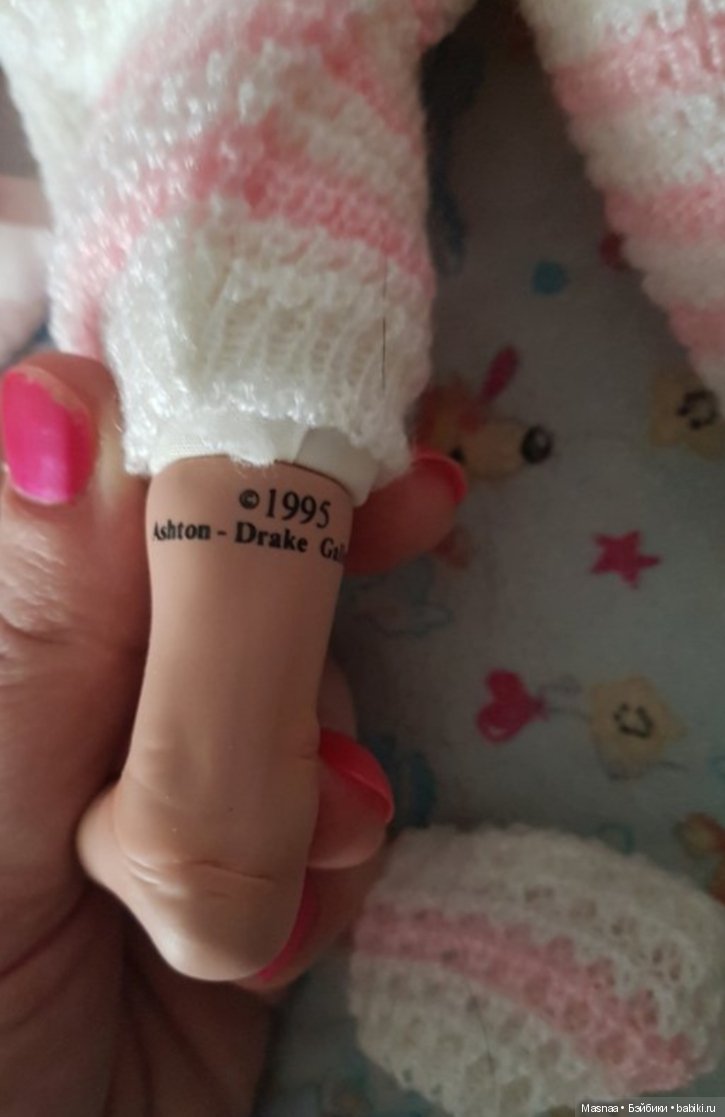 ©1995
Ashton - Drake
Masnaa • Бэйбики • babiki.ru